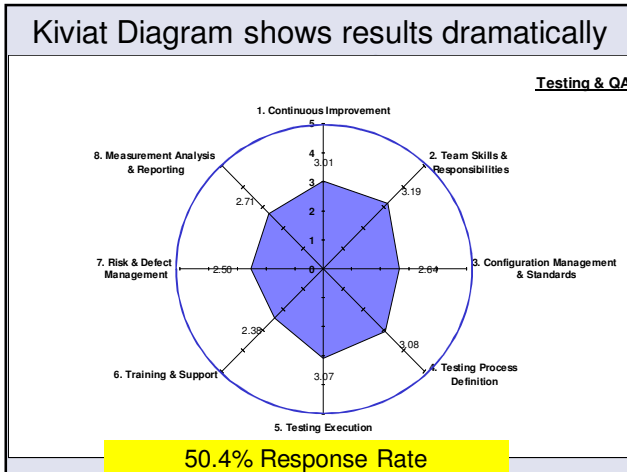 Kiviat Diagram shows results dramatically
Testing & QA
1. Continuous Improvement
5
4
3.01
3
2
1
0
8. Measurement Analysis
& Reporting
2.71
2. Team Skills &
Responsibilities
3.19
7. Risk & Defect
Management
2.50
2.64
3. Configuration Management
& Standards
2.38
3.08
6. Training & Support
4. Testing Process
Definition
3.07
5. Testing Execution
50.4% Response Rate